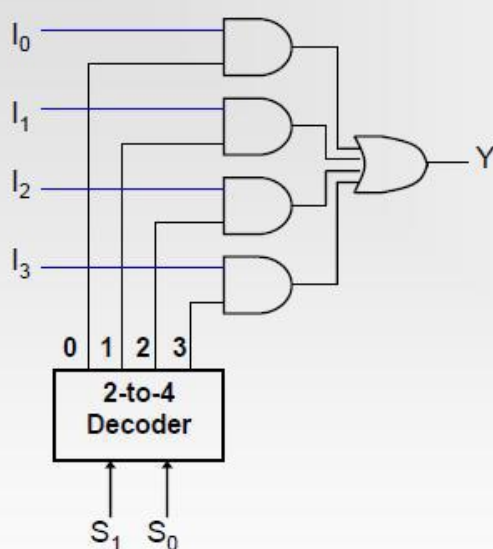 I₀
I₁
Y
I₂
I₃
0 1 2 3
2-to-4
Decoder
S₁ S₀